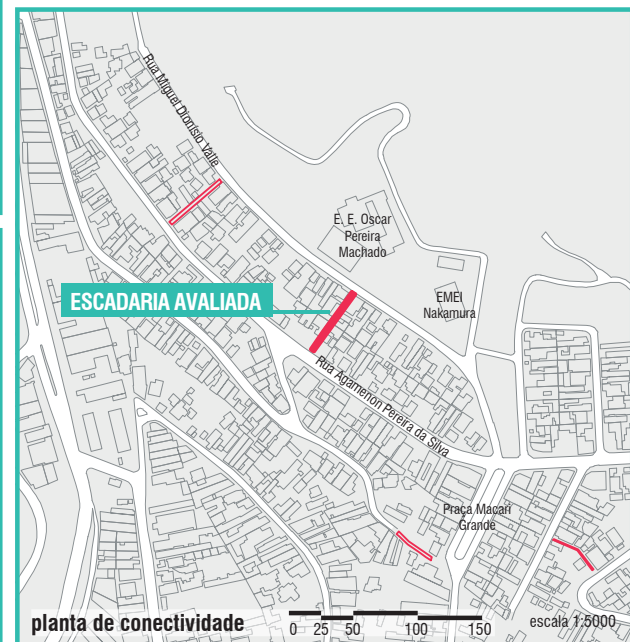 Rua Miguel Dionísio Valle
E. E. Oscar
Pereira
Machado
ESCADARIA AVALIADA
EMEI
Nakamura
Rua Agamenon Pereira da Silva
Praça Macari
Grande
planta de conectividade
0 25 50 100 150
escala 1:5000